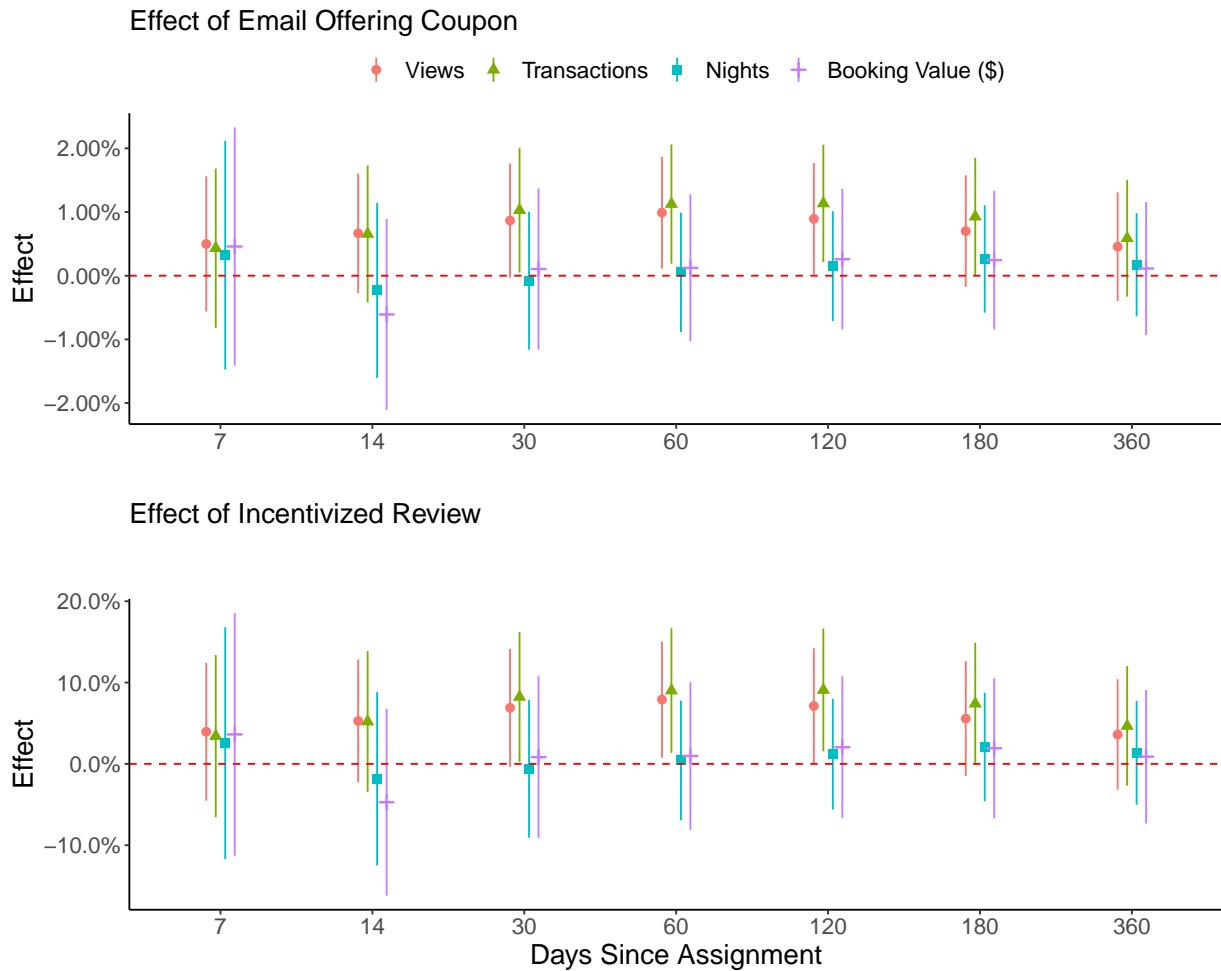 Effect of Email Offering Coupon
Views Transactions Nights Booking Value ($)
2.00%
1.00%
0.00%
−1.00%
−2.00%
Effect
7 14 30 60 120 180 360
Effect of Incentivized Review
20.0%
10.0%
0.0%
−10.0%
Effect
7 14 30 60 120 180 360
Days Since Assignment